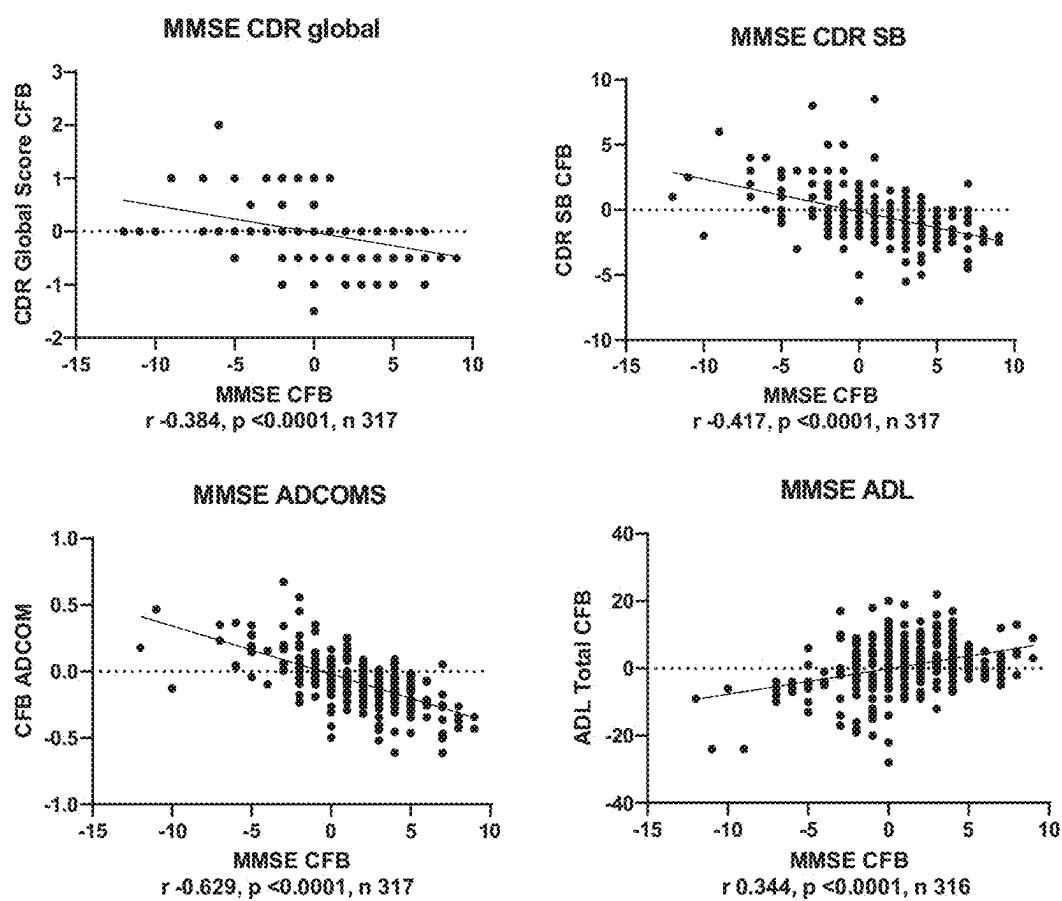 MMSE CDR global
CDR Global Score CFB
3
2
1
0
-1
-2
-15 -10 -5 0 5 10
MMSE CFB
r -0.384, p <0.0001, n 317
MMSE CDR SB
CDR SB CFB
10
5
0
-5
-10
-15 -10 -5 0 5 10
MMSE CFB
r -0.417, p <0.0001, n 317
MMSE ADCOMS
CFB ADCOM
1.0
0.5
0.0
-0.5
-1.0
-15 -10 -5 0 5 10
MMSE CFB
r -0.629, p <0.0001, n 317
MMSE ADL
ADL Total CFB
40
20
0
-20
-40
-15 -10 -5 0 5 10
MMSE CFB
r 0.344, p <0.0001, n 316